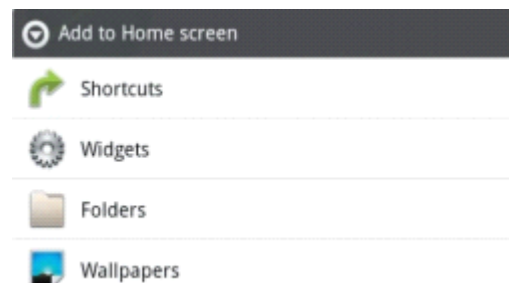 Add to Home screen
Shortcuts
Widgets
Folders
Wallpapers